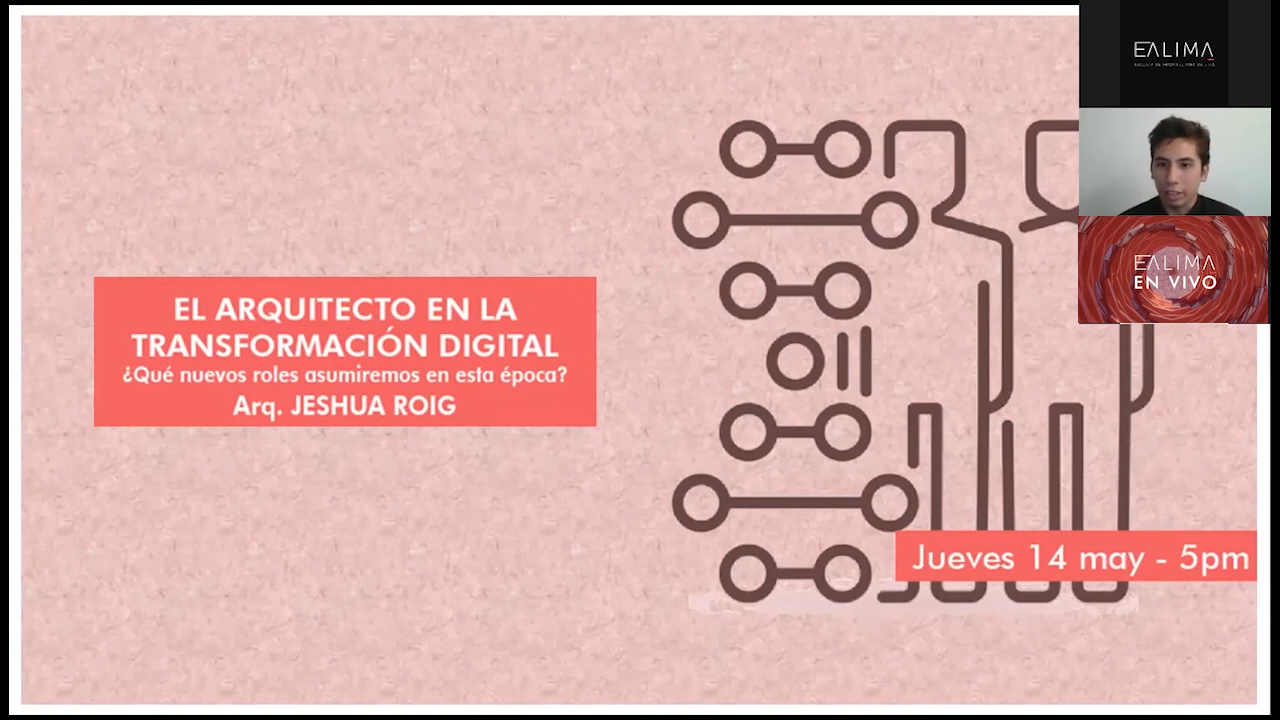 EL ARQUITECTO EN LA
TRANSFORMACIÓN DIGITAL
¿Qué nuevos roles asumiremos en esta época?
Arq. JESHUA ROIG
Jueves 14 may - 5pm
EALIMA
EALIMA
EN VIVO